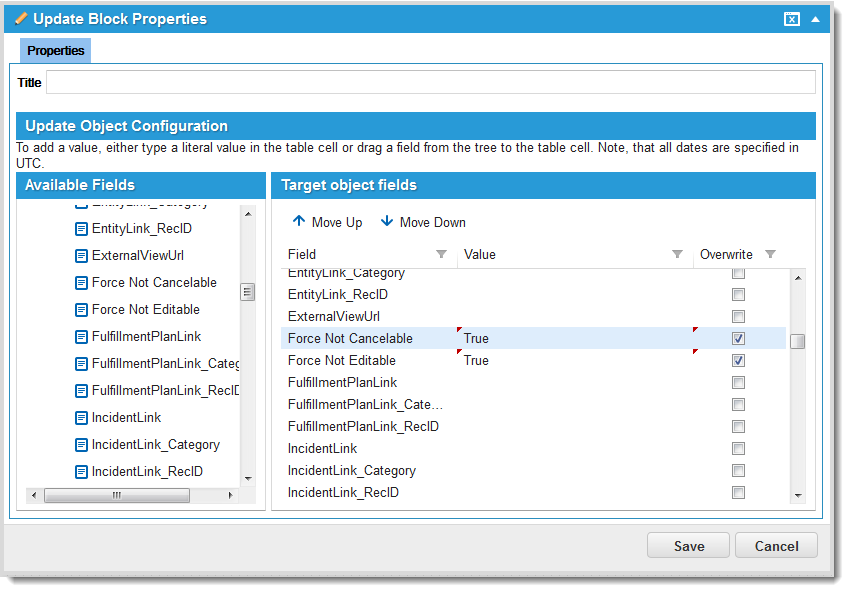 Update Block Properties
Properties
Title
Update Object Configuration
To add a value, either type a literal value in the table cell or drag a field from the tree to the table cell. Note, that all dates are specified in
UTC.
Available Fields
EntityLink_Category
EntityLink_RecID
ExternalViewUrl
Force Not Cancelable
Force Not Editable
FulfillmentPlanLink
FulfillmentPlanLink_Categ
FulfillmentPlanLink_RecID
IncidentLink
IncidentLink_Category
IncidentLink_RecID
Target object fields
Move Up Move Down
Field Value Overwrite
EntityLink_Category
EntityLink_RecID
ExternalViewUrl
Force Not Cancelable True
Force Not Editable True
FulfillmentPlanLink
FulfillmentPlanLink_Cate...
FulfillmentPlanLink_RecID
IncidentLink
IncidentLink_Category
IncidentLink_RecID
Save Cancel